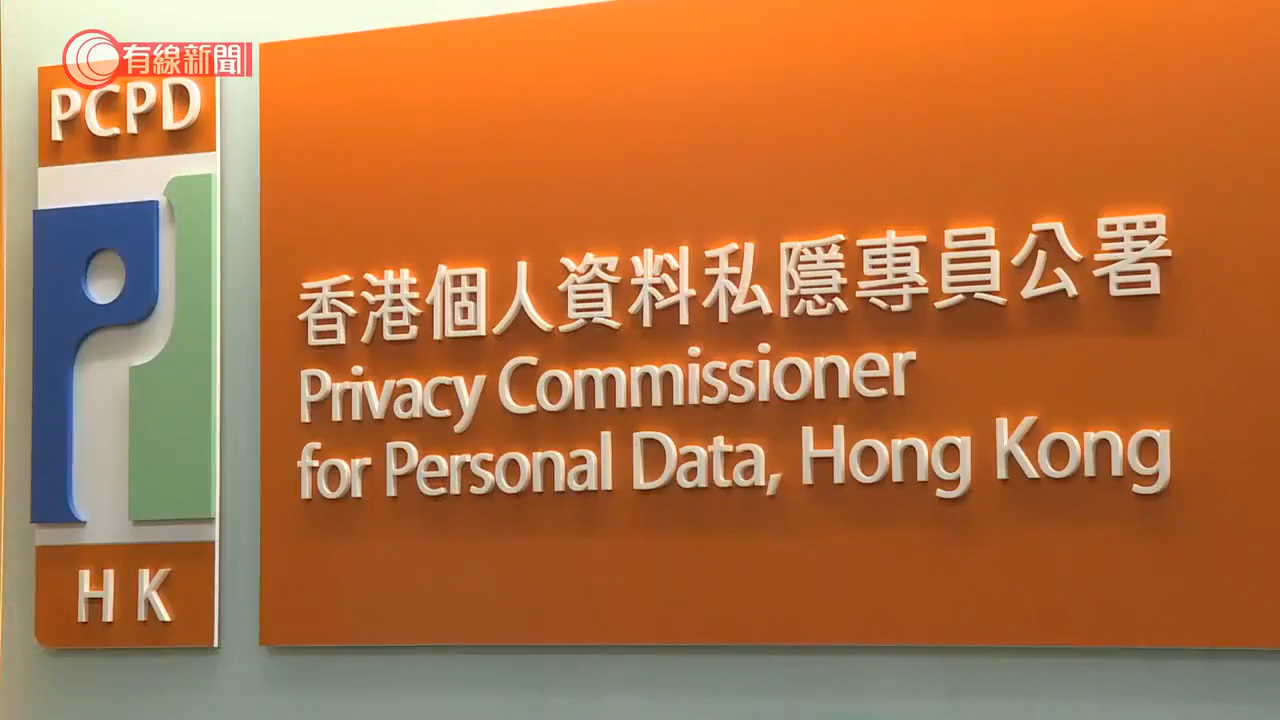 有線新聞
PCPD
HK
香港個人資料私隱專員公署
Privacy Commissioner
for Personal Data, Hong Kong